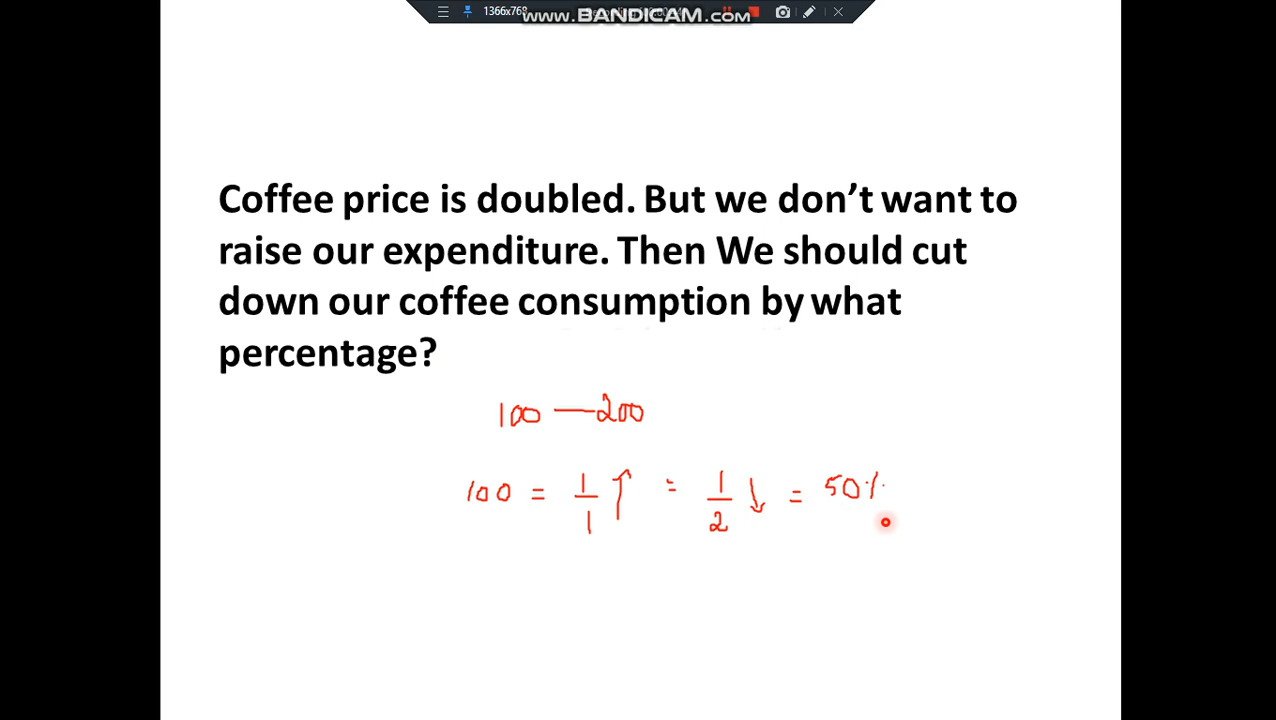 1366x768
www.BANDICAM.com
Coffee price is doubled. But we don’t want to
raise our expenditure. Then We should cut
down our coffee consumption by what
percentage?
100 — 200
100 = 1/1 ↑ = 1/2 ↓ = 50%